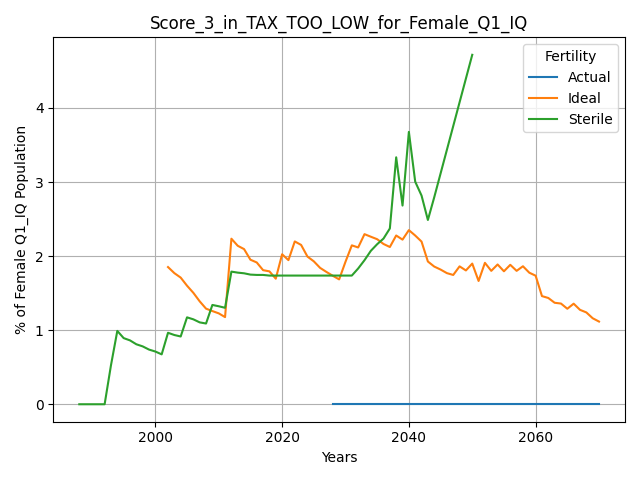 Score_3_in_TAX_TOO_LOW_for_Female_Q1_IQ
Fertility
Actual
Ideal
Sterile
% of Female Q1_IQ Population
4
3
2
1
0
2000
2020
2040
2060
Years